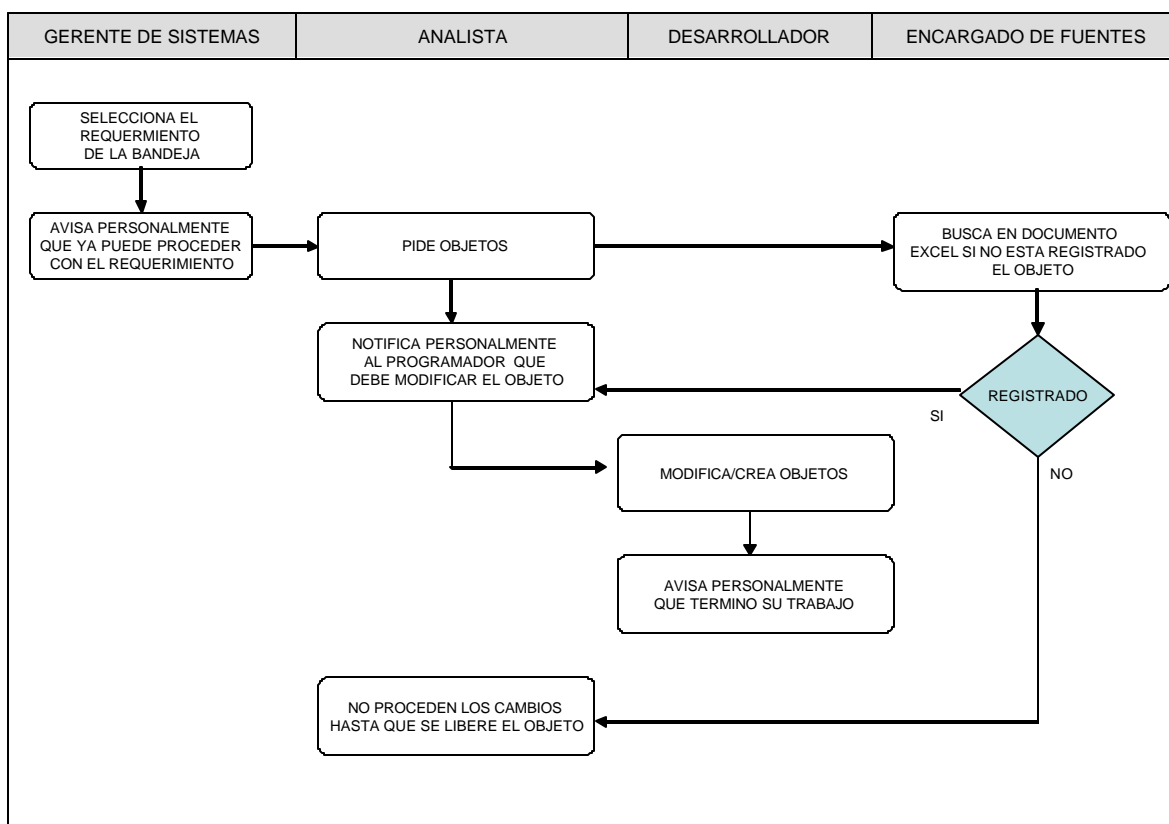 GERENTE DE SISTEMAS
ANALISTA
DESARROLLADOR
ENCARGADO DE FUENTES
SELECCIONA EL
REQUERMIENTO
DE LA BANDEJA
AVISA PERSONALMENTE
QUE YA PUEDE PROCEDER
CON EL REQUERIMIENTO
PIDE OBJETOS
BUSCA EN DOCUMENTO
EXCEL SI NO ESTA REGISTRADO
EL OBJETO
NOTIFICA PERSONALMENTE
AL PROGRAMADOR QUE
DEBE MODIFICAR EL OBJETO
REGISTRADO
SI
NO
MODIFICA/CREA OBJETOS
AVISA PERSONALMENTE
QUE TERMINO SU TRABAJO
NO PROCEDEN LOS CAMBIOS
HASTA QUE SE LIBERE EL OBJETO